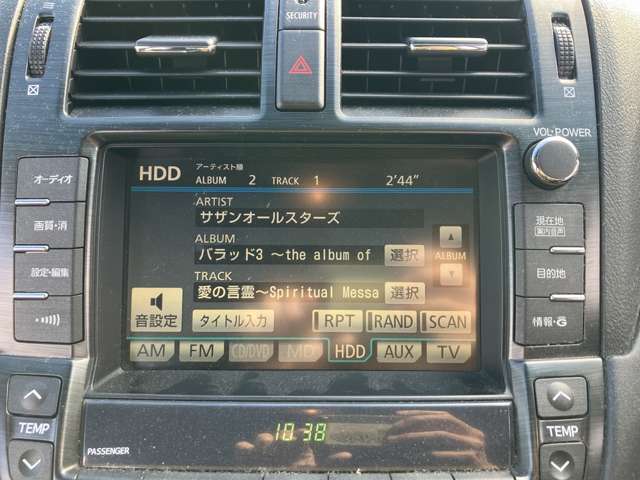 SECURITY
VOL·POWER
オーディオ
画質・消
設定・編集
現在地
案内音声
目的地
情報・G
HDD アーティスト順 ALBUM 2 TRACK 1 2'44"
ARTIST
サザンオールスターズ
ALBUM
バラッド3 ～the album of 選択
ALBUM
TRACK
愛の言霊～Spiritual Messa 選択
音設定 タイトル入力 RPT RAND SCAN
AM FM CD/DVD MD HDD AUX TV
TEMP
TEMP
10 38
PASSENGER